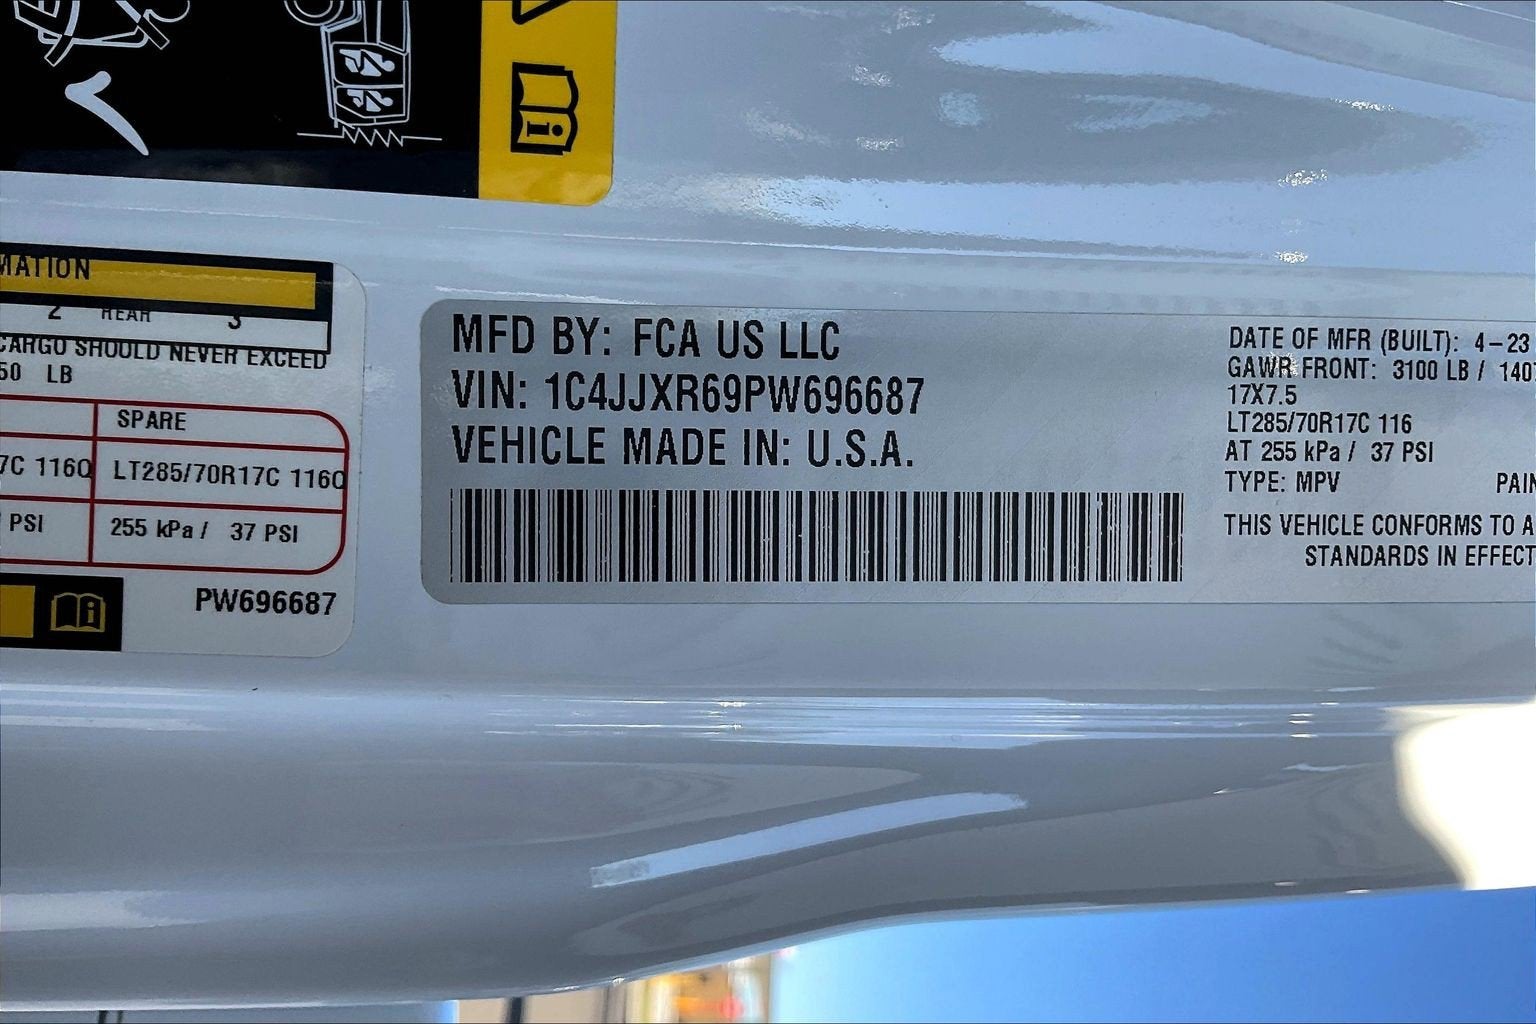 MATION
2 REAR 3
CARGO SHOULD NEVER EXCEED
50 LB
SPARE
7C 116Q LT285/70R17C 116Q
PSI 255 kPa / 37 PSI
PW696687
MFD BY: FCA US LLC
VIN: 1C4JJXR69PW696687
VEHICLE MADE IN: U.S.A.
DATE OF MFR (BUILT): 4-23
GAWR FRONT: 3100 LB / 1407
17X7.5
LT285/70R17C 116
AT 255 kPa / 37 PSI
TYPE: MPV PAIN
THIS VEHICLE CONFORMS TO A
STANDARDS IN EFFECT